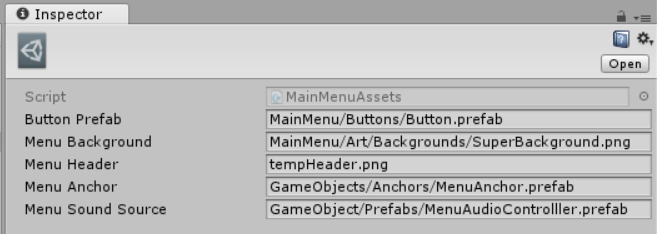 Inspector
Open
Script MainMenuAssets
Button Prefab MainMenu/Buttons/Button.prefab
Menu Background MainMenu/Art/Backgrounds/SuperBackground.png
Menu Header tempHeader.png
Menu Anchor GameObjects/Anchors/MenuAnchor.prefab
Menu Sound Source GameObject/Prefabs/MenuAudioControlller.prefab